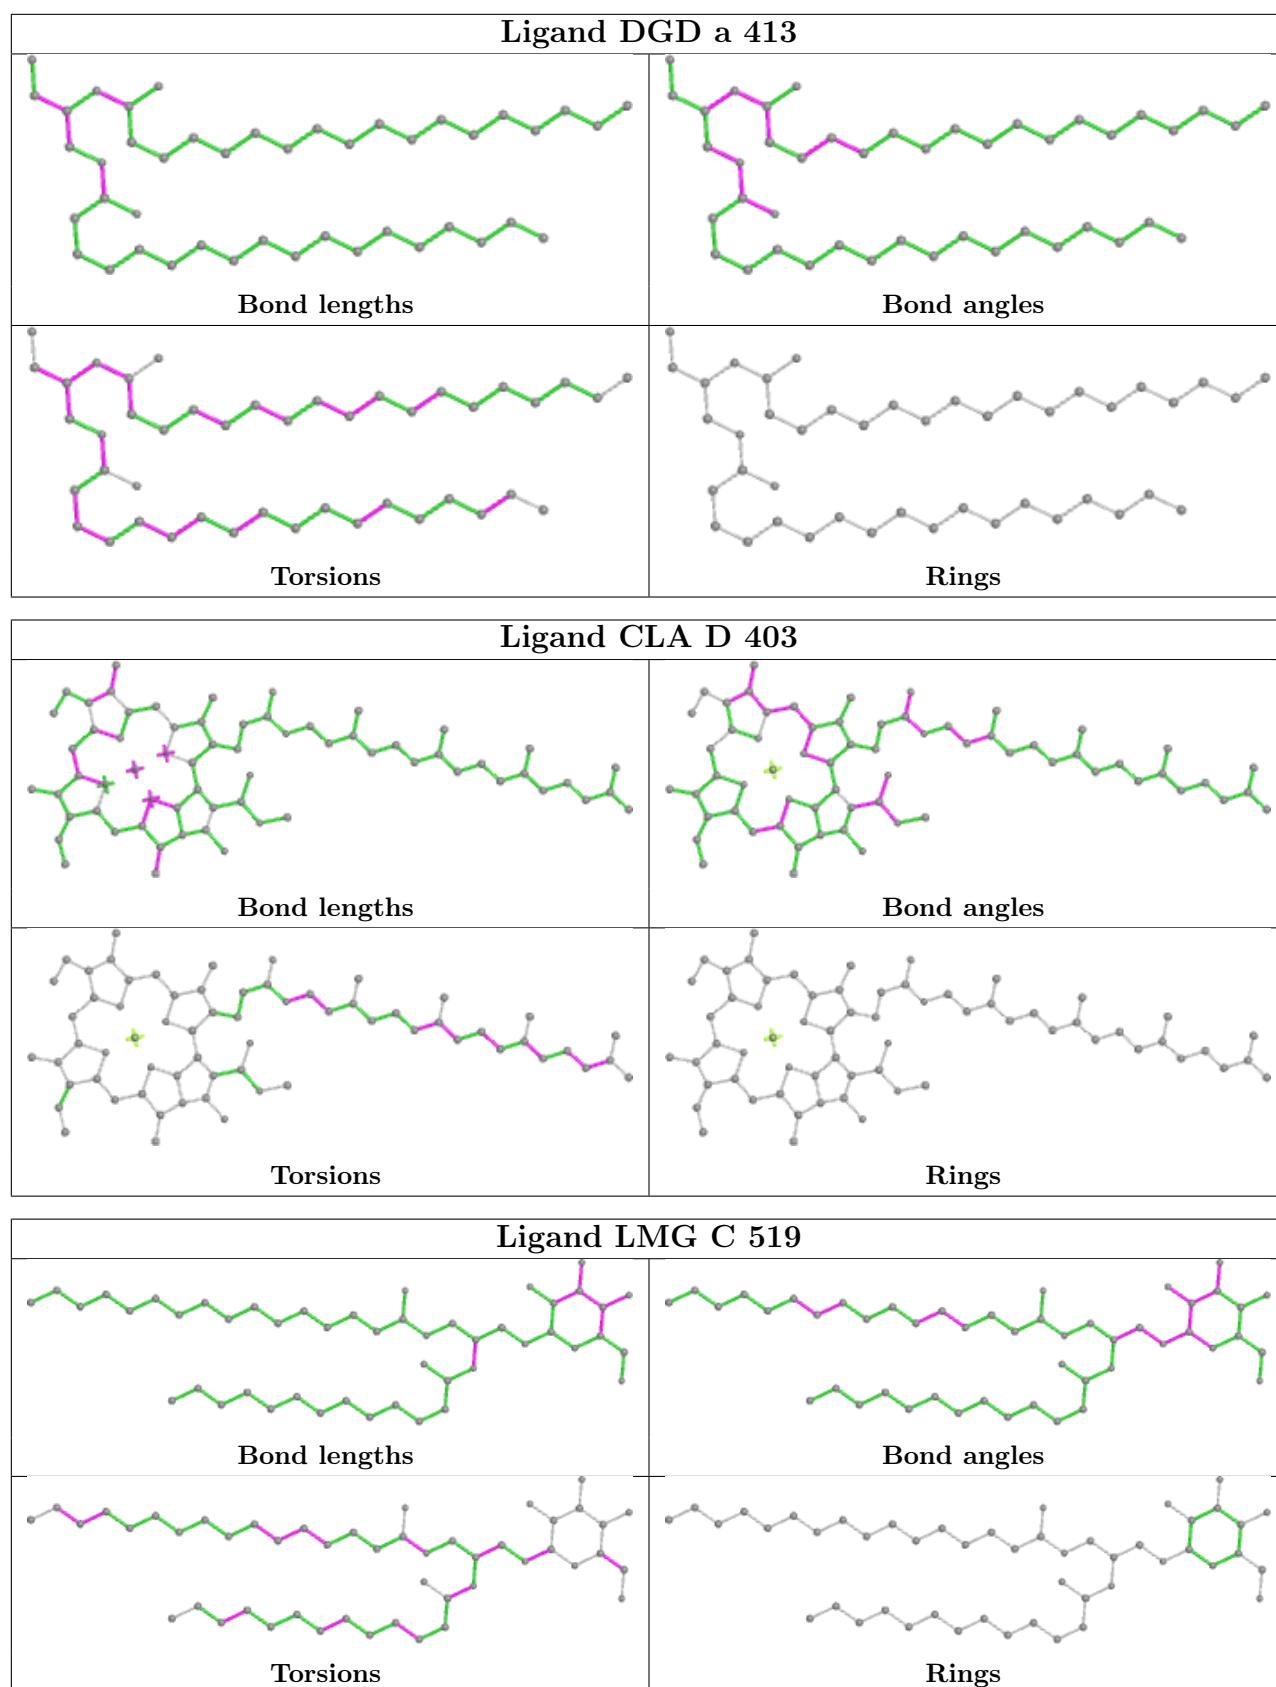 Ligand DGD a 413
Bond lengths
Bond angles
Torsions
Rings
Ligand CLA D 403
Bond lengths
Bond angles
Torsions
Rings
Ligand LMG C 519
Bond lengths
Bond angles
Torsions
Rings